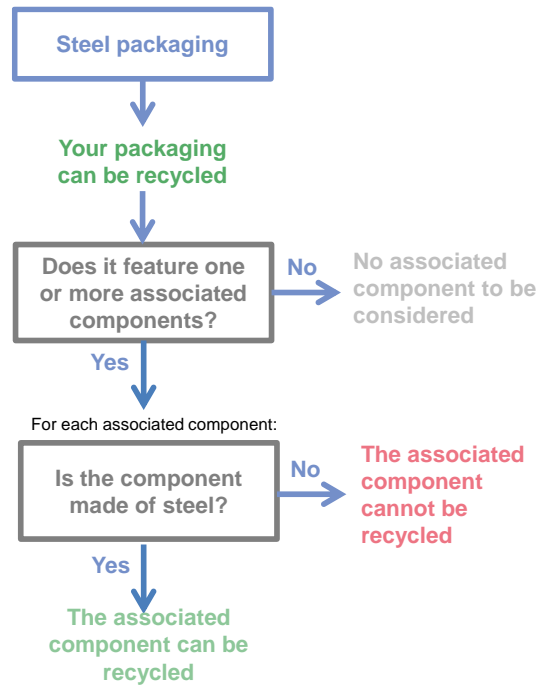 Steel packaging
Your packaging
can be recycled
Does it feature one
or more associated
components?
No
No associated
component to be
considered
Yes
For each associated component:
Is the component
made of steel?
No
The associated
component
cannot be
recycled
Yes
The associated
component can be
recycled